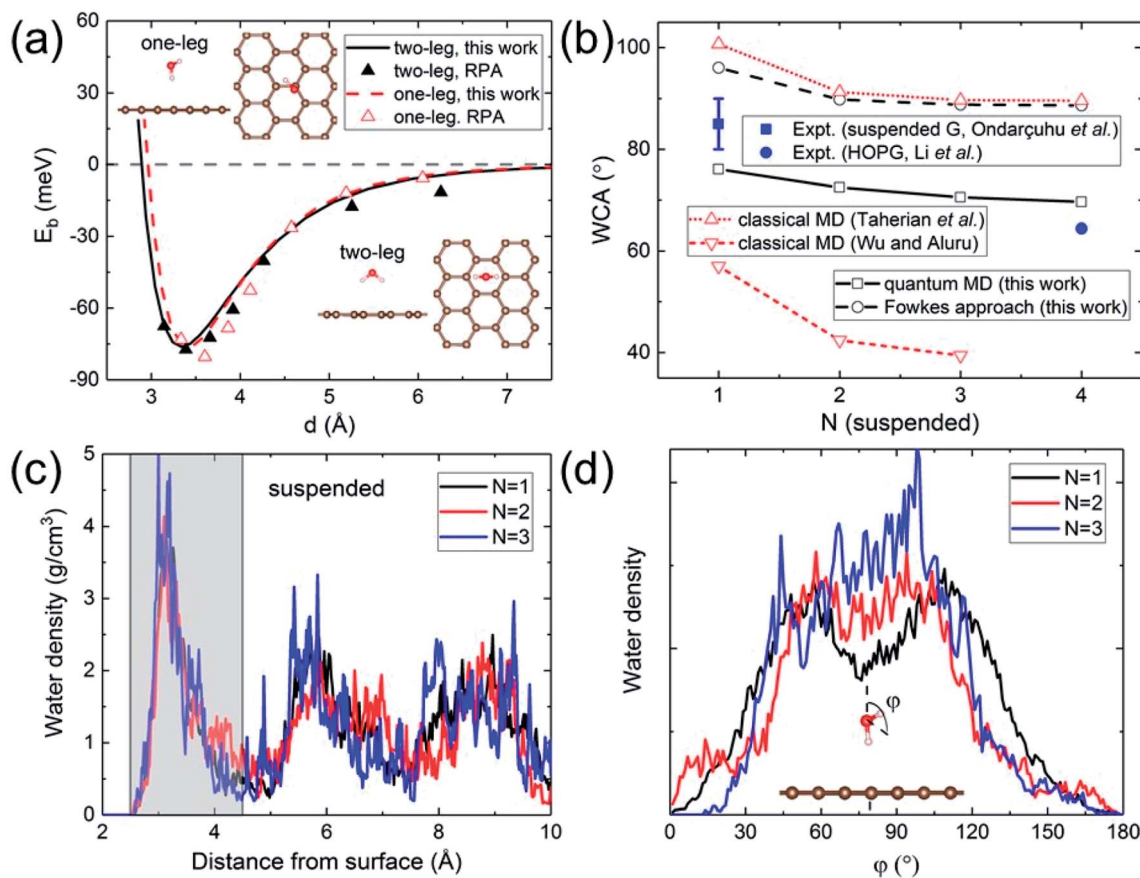 (a)
60
30
0
-30
-60
-90
E_b (meV)
3 4 5 6 7
d (Å)
one-leg
two-leg
two-leg, this work
two-leg, RPA
one-leg, this work
one-leg. RPA
(b)
100
80
60
40
WCA (°)
1 2 3 4
N (suspended)
Expt. (suspended G, Ondarçuhu et al.)
Expt. (HOPG, Li et al.)
classical MD (Taherian et al.)
classical MD (Wu and Aluru)
quantum MD (this work)
Fowkes approach (this work)
(c)
5
4
3
2
1
0
Water density (g/cm³)
suspended
N=1
N=2
N=3
2 4 6 8 10
Distance from surface (Å)
(d)
Water density
N=1
N=2
N=3
φ
0 30 60 90 120 150 180
φ (°)